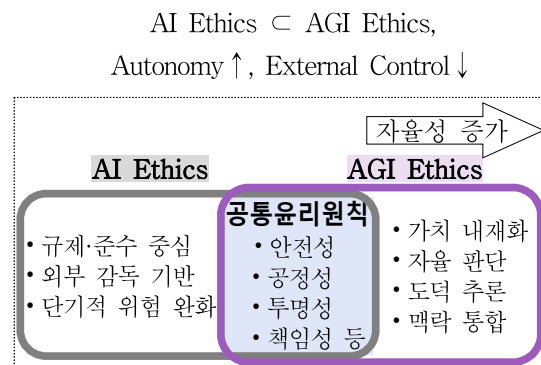 AI Ethics ⊂ AGI Ethics,
Autonomy↑, External Control↓
자율성 증가
AI Ethics
AGI Ethics
• 규제·준수 중심
• 외부 감독 기반
• 단기적 위험 완화
공통윤리원칙
• 안전성
• 공정성
• 투명성
• 책임성 등
• 가치 내재화
• 자율 판단
• 도덕 추론
• 맥락 통합